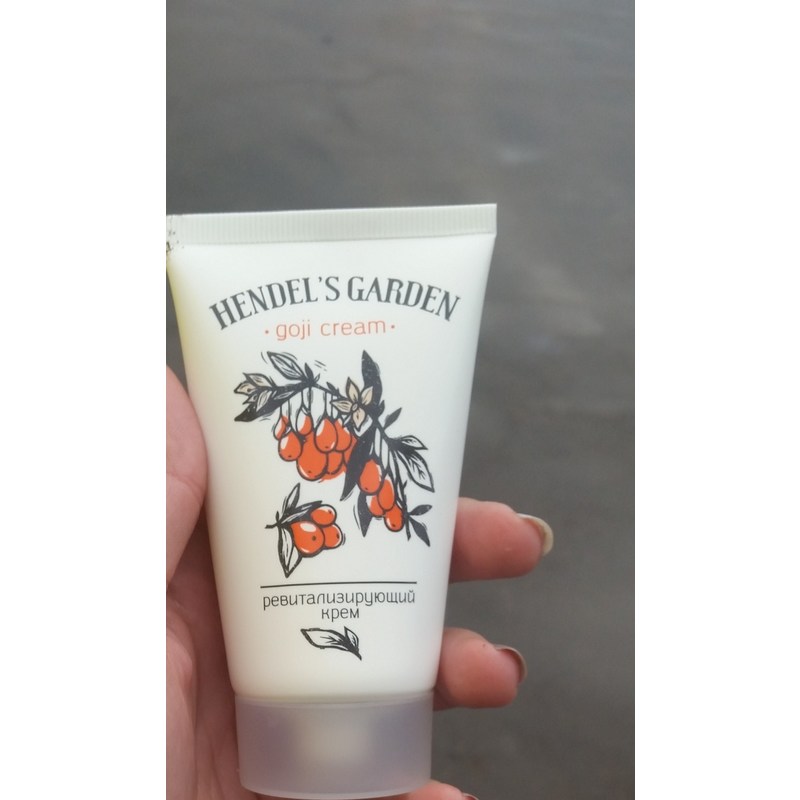 HENDEL'S GARDEN
• goji cream •
ревитализирующий
крем